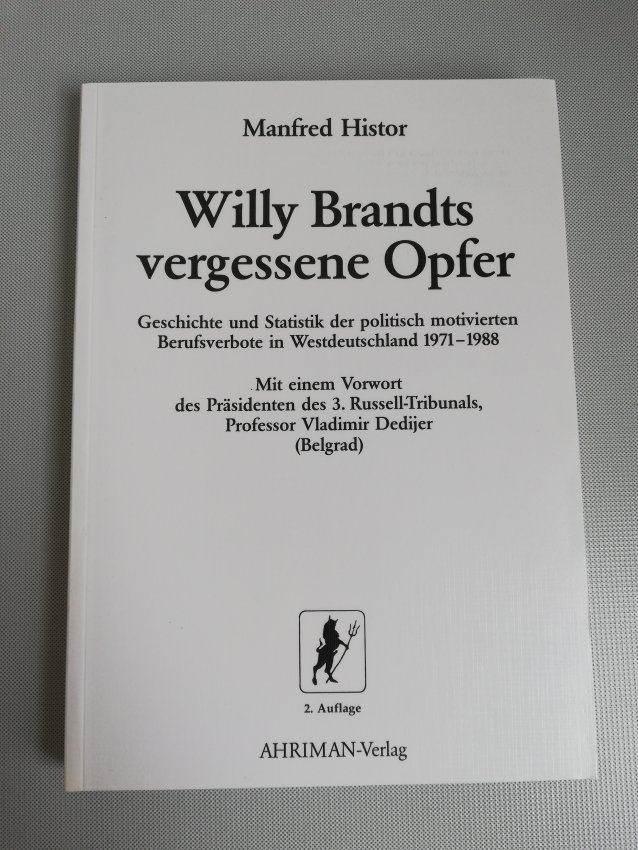 Manfred Histor
Willy Brandts
vergessene Opfer
Geschichte und Statistik der politisch motivierten
Berufsverbote in Westdeutschland 1971–1988
Mit einem Vorwort
des Präsidenten des 3. Russell-Tribunals,
Professor Vladimir Dedijer
(Belgrad)
2. Auflage
AHRIMAN-Verlag